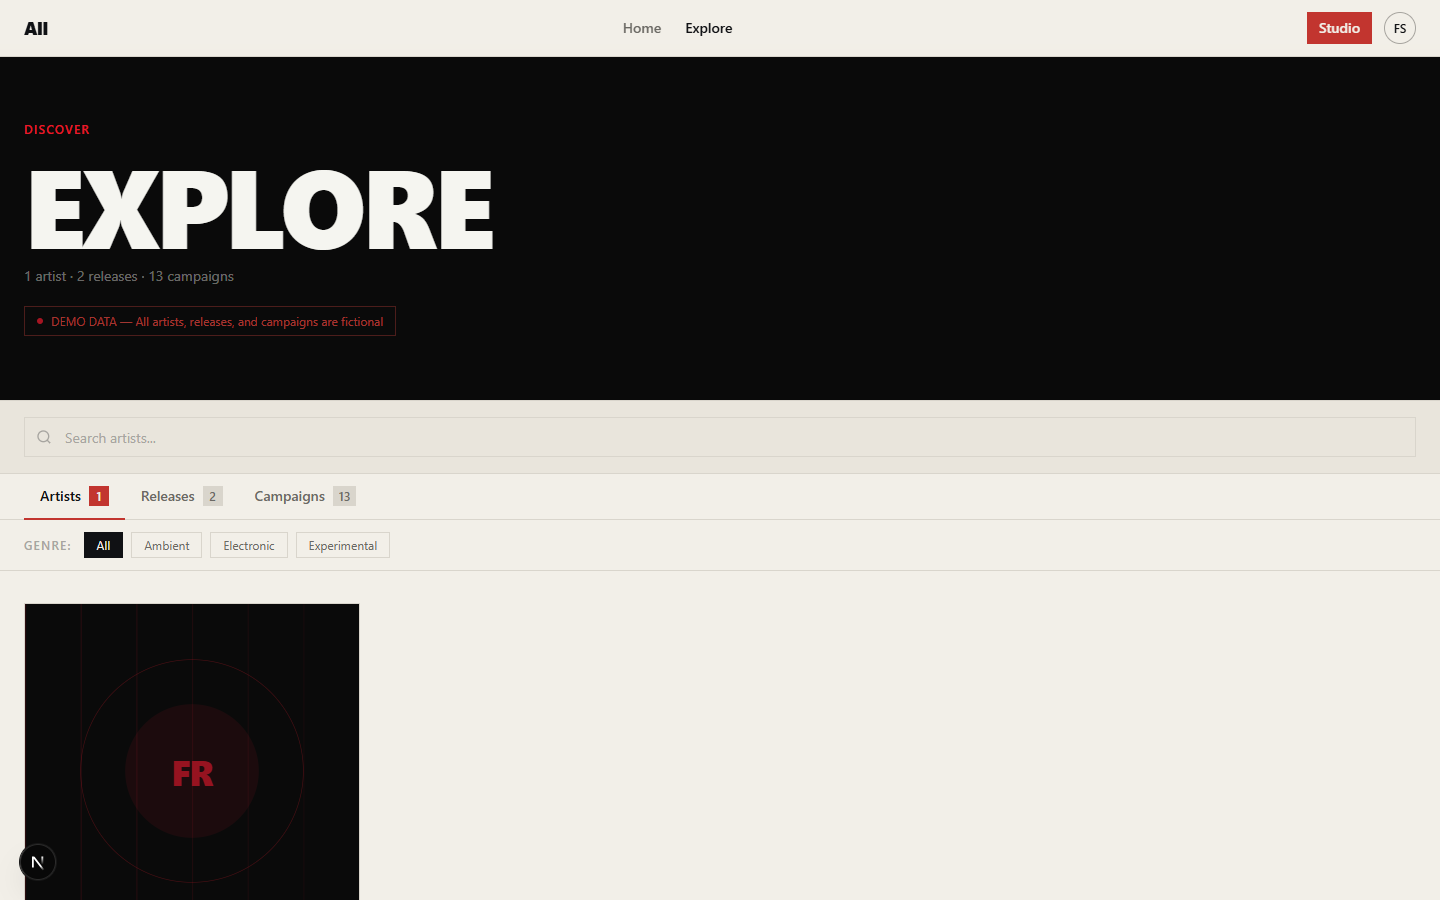 All
Home
Explore
Studio
FS
DISCOVER
EXPLORE
1 artist · 2 releases · 13 campaigns
DEMO DATA — All artists, releases, and campaigns are fictional
Search artists...
Artists 1
Releases 2
Campaigns 13
GENRE:
All
Ambient
Electronic
Experimental
FR
N